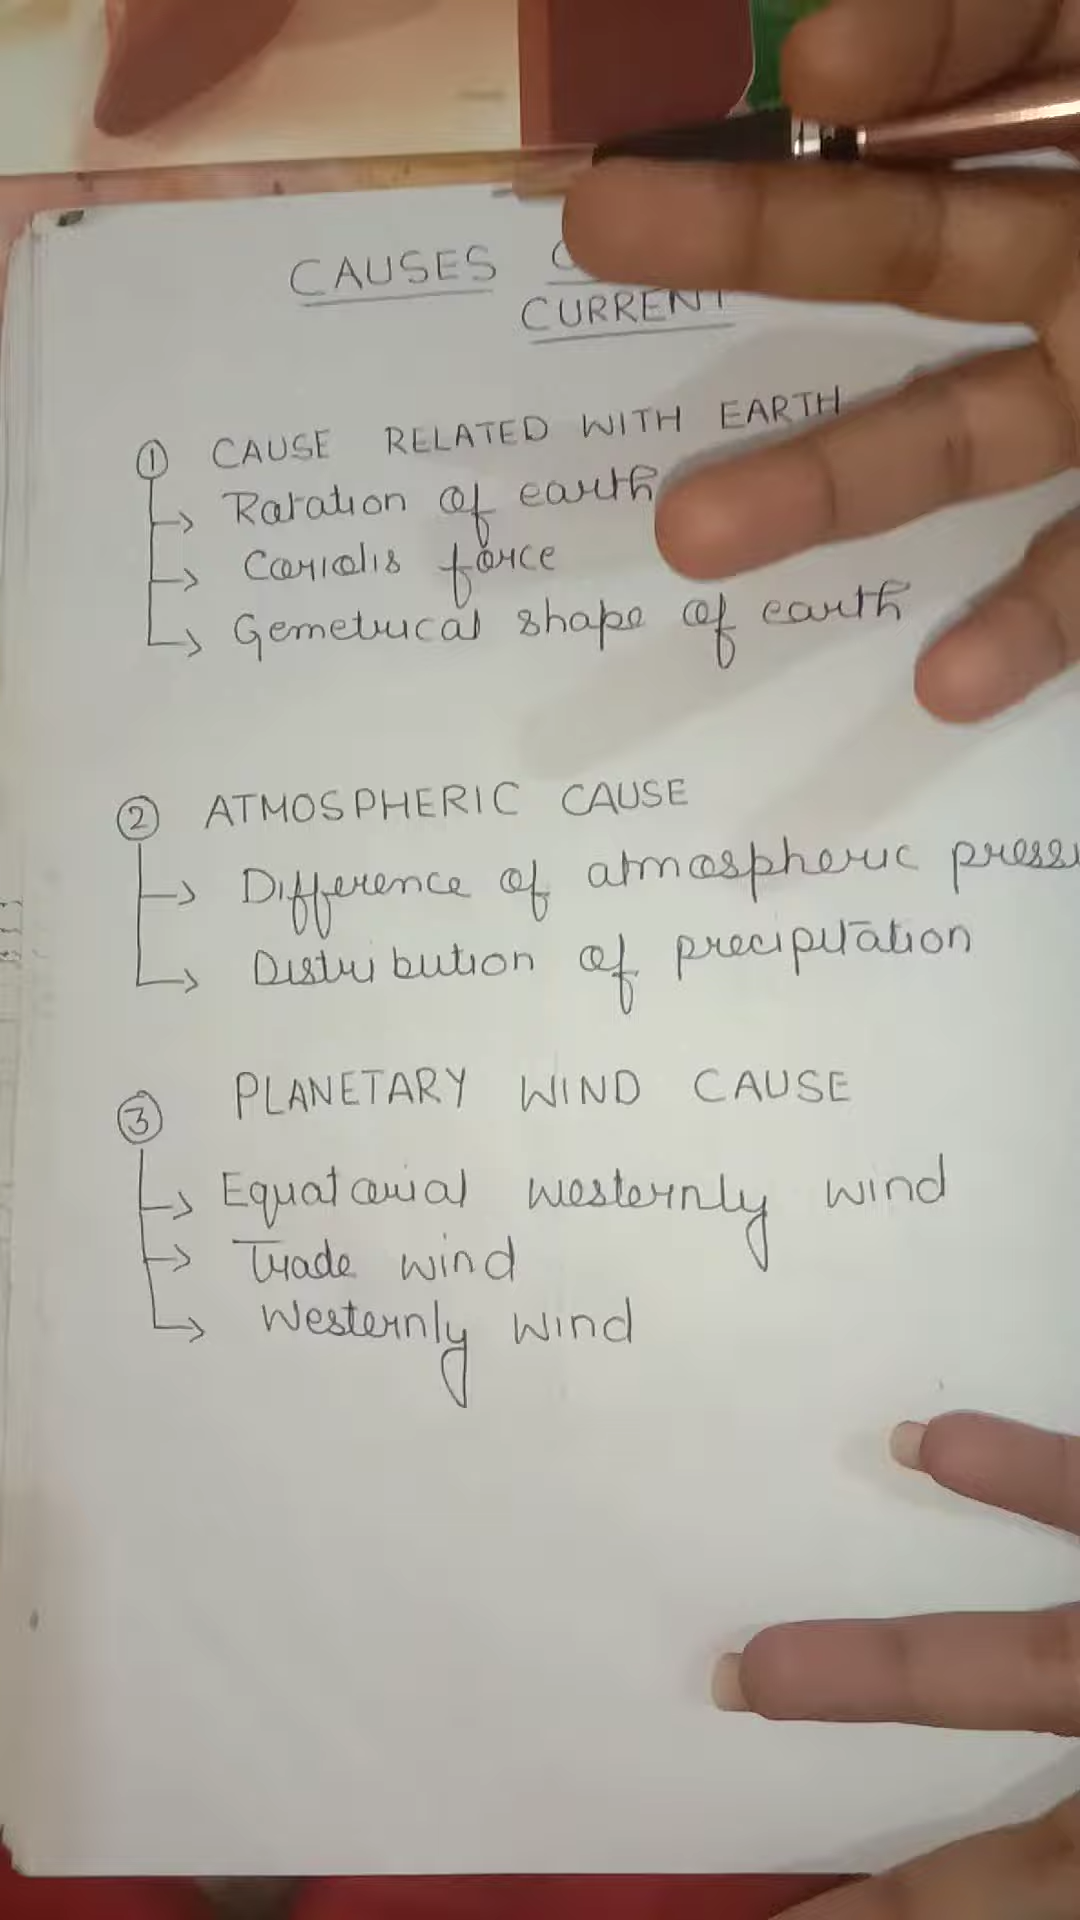 CAUSES
CURRENT
① CAUSE RELATED WITH EARTH
→ Rotation of earth
→ Coriolis force
→ Gemetrical shape of earth
② ATMOSPHERIC CAUSE
→ Difference of atmospheric
→ Distribution of precipitation
③ PLANETARY WIND CAUSE
→ Equatorial westernly wind
→ Trade wind
→ Westernly wind